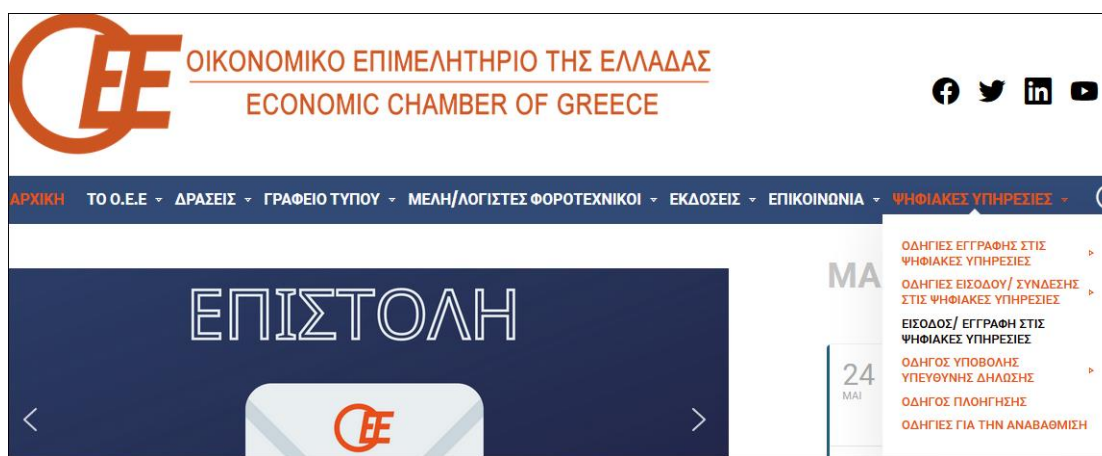 ΟΕΕ
ΟΙΚΟΝΟΜΙΚΟ ΕΠΙΜΕΛΗΤΗΡΙΟ ΤΗΣ ΕΛΛΑΔΑΣ
ECONOMIC CHAMBER OF GREECE
ΑΡΧΙΚΗ ΤΟ Ο.Ε.Ε ΔΡΑΣΕΙΣ ΓΡΑΦΕΙΟ ΤΥΠΟΥ ΜΕΛΗ/ΛΟΓΙΣΤΕΣ ΦΟΡΟΤΕΧΝΙΚΟΙ ΕΚΔΟΣΕΙΣ ΕΠΙΚΟΙΝΩΝΙΑ ΨΗΦΙΑΚΕΣ ΥΠΗΡΕΣΙΕΣ
ΟΔΗΓΙΕΣ ΕΓΓΡΑΦΗΣ ΣΤΙΣ
ΨΗΦΙΑΚΕΣ ΥΠΗΡΕΣΙΕΣ
ΟΔΗΓΙΕΣ ΕΙΣΟΔΟΥ/ ΣΥΝΔΕΣΗΣ
ΣΤΙΣ ΨΗΦΙΑΚΕΣ ΥΠΗΡΕΣΙΕΣ
ΕΙΣΟΔΟΣ/ ΕΓΓΡΑΦΗ ΣΤΙΣ
ΨΗΦΙΑΚΕΣ ΥΠΗΡΕΣΙΕΣ
ΟΔΗΓΟΣ ΥΠΟΒΟΛΗΣ
ΥΠΕΥΘΥΝΗΣ ΔΗΛΩΣΗΣ
ΟΔΗΓΟΣ ΠΛΟΗΓΗΣΗΣ
ΟΔΗΓΙΕΣ ΓΙΑ ΤΗΝ ΑΝΑΒΑΘΜΙΣΗ
ΕΠΙΣΤΟΛΗ
ΟΕΕ
ΜΑ
24
ΜΑΙ